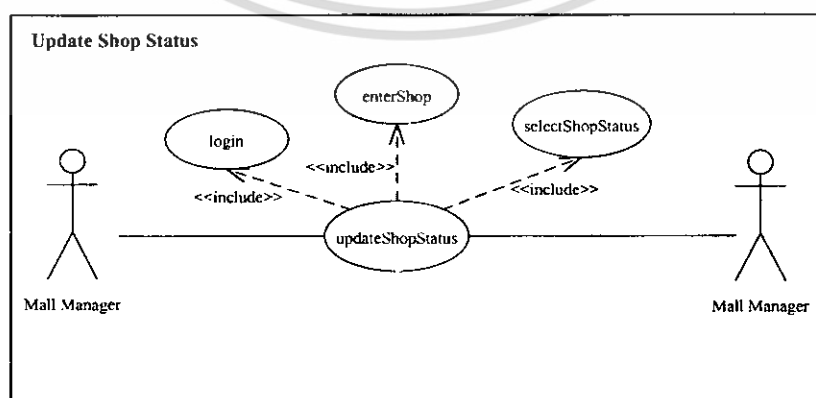 Update Shop Status
enterShop
login
selectShopStatus
<<include>>
<<include>>
<<include>>
updateShopStatus
Mall Manager
Mall Manager